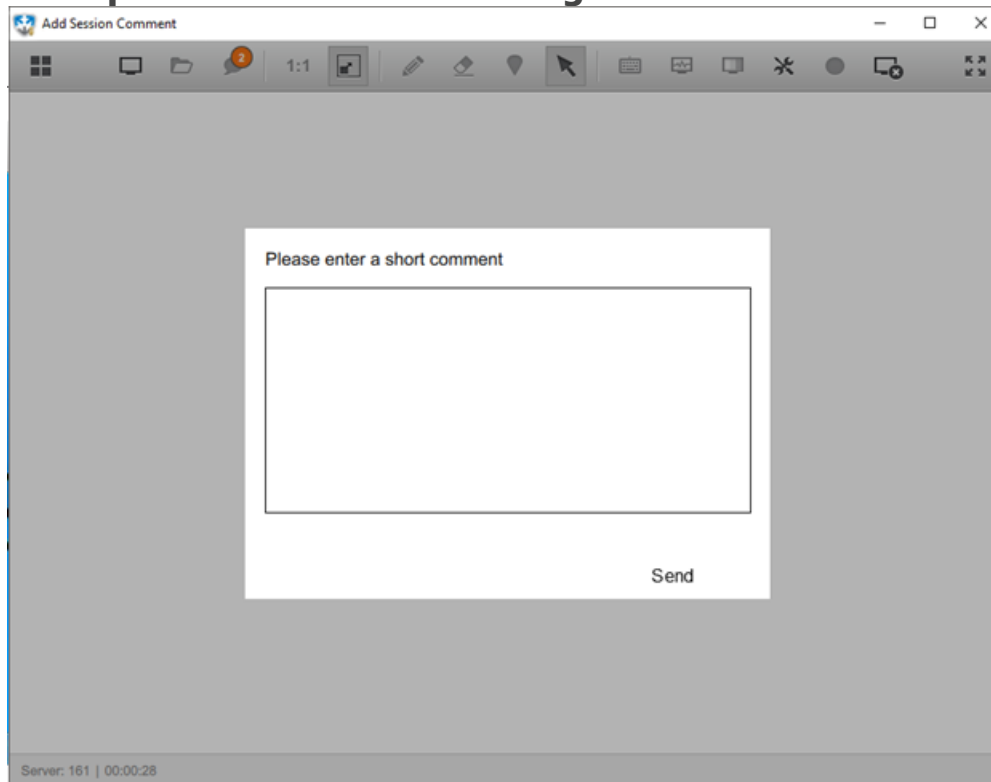 Add Session Comment
2
1:1
Please enter a short comment
Send
Server: 161 | 00:00:28